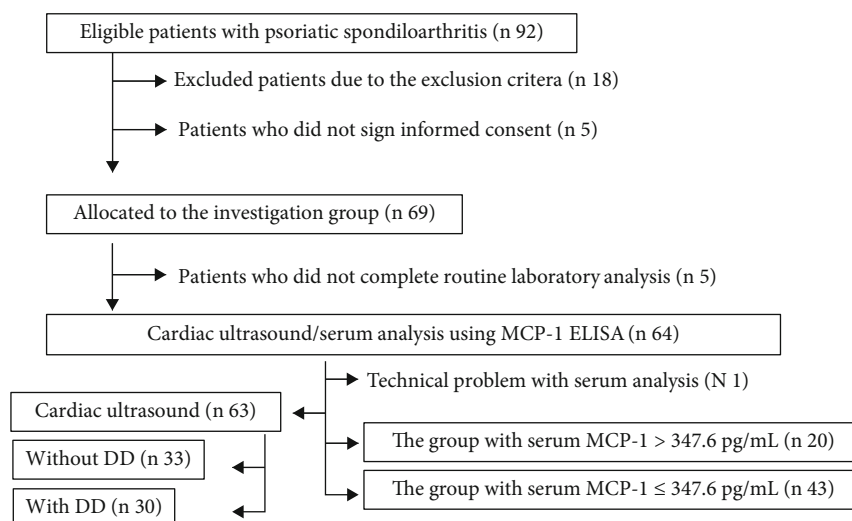 Eligible patients with psoriatic spondiloarthritis (n 92)
Excluded patients due to the exclusion critera (n 18)
Patients who did not sign informed consent (n 5)
Allocated to the investigation group (n 69)
Patients who did not complete routine laboratory analysis (n 5)
Cardiac ultrasound/serum analysis using MCP-1 ELISA (n 64)
Technical problem with serum analysis (N 1)
Cardiac ultrasound (n 63)
The group with serum MCP-1 > 347.6 pg/mL (n 20)
Without DD (n 33)
The group with serum MCP-1 ≤ 347.6 pg/mL (n 43)
With DD (n 30)